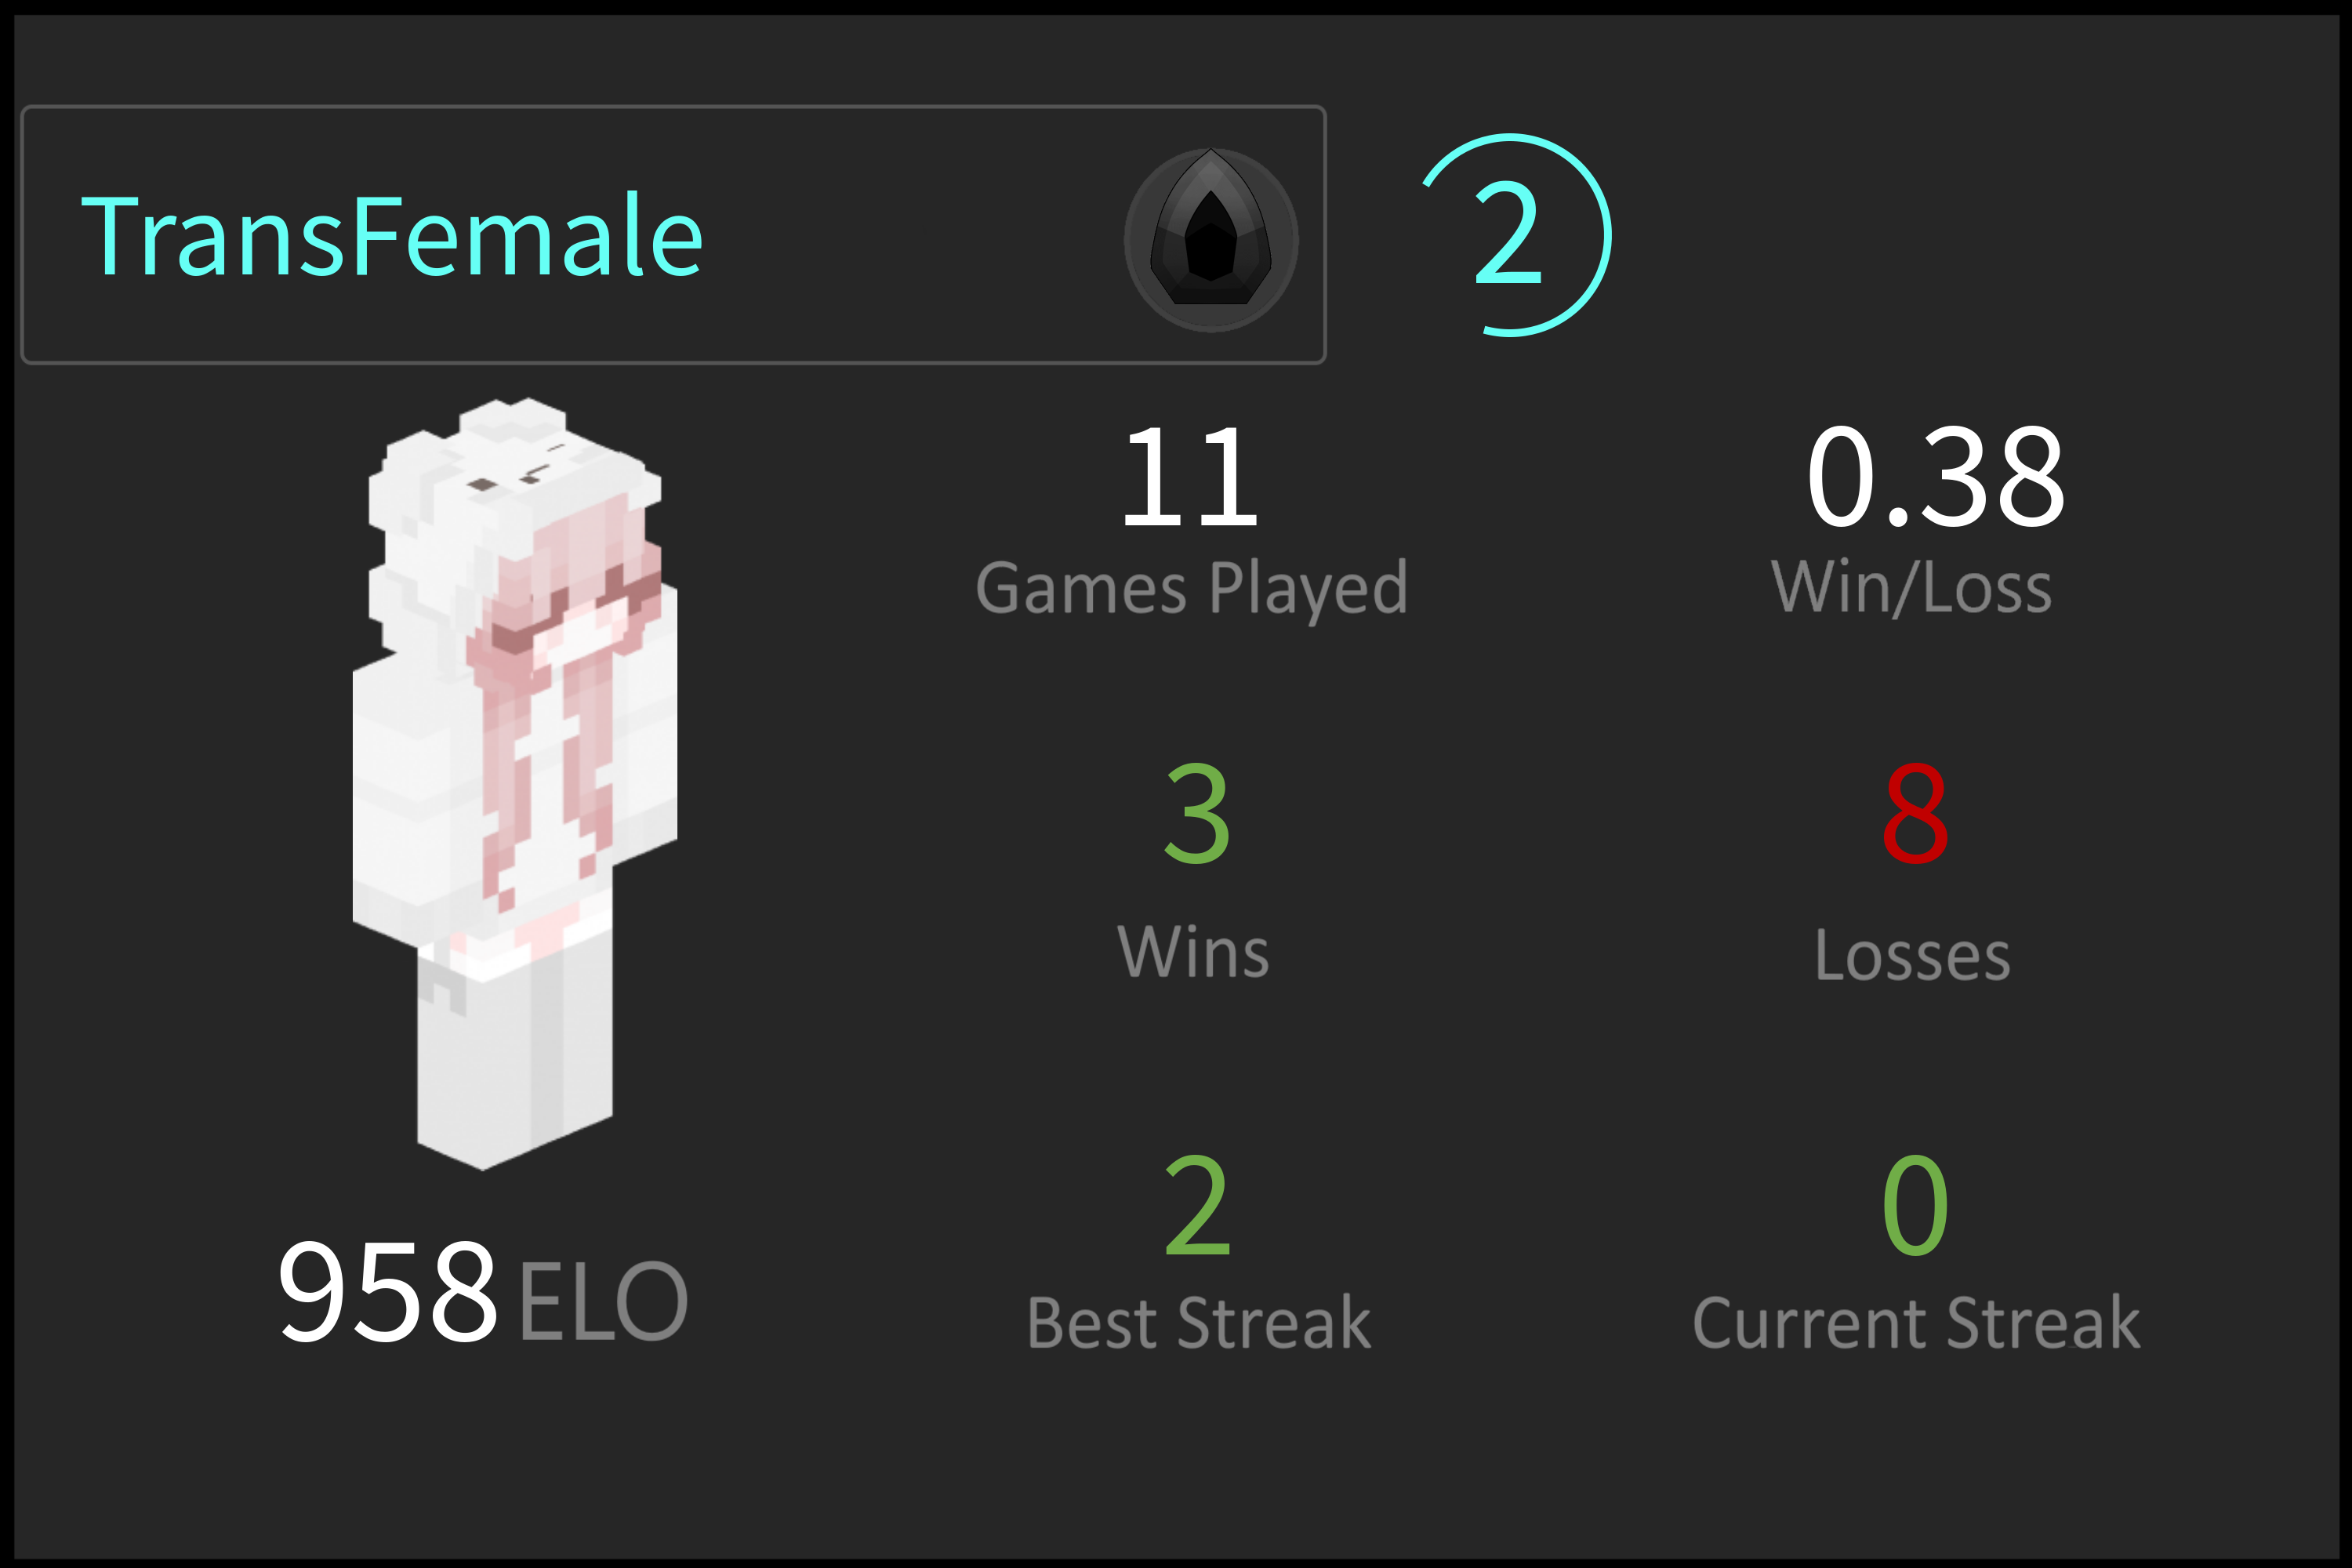 TransFemale
2
11
0.38
Games Played
Win/Loss
3
8
Wins
Losses
2
0
958 ELO
Best Streak
Current Streak